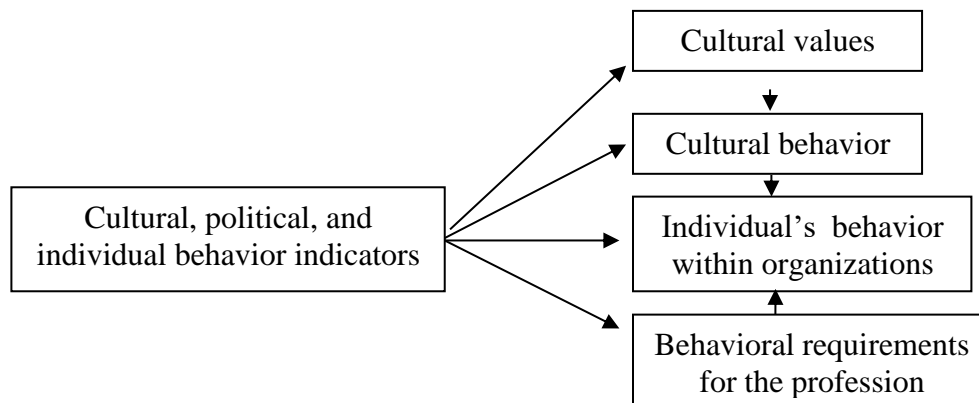 Cultural values
Cultural behavior
Cultural, political, and
individual behavior indicators
Individual’s  behavior
within organizations
Behavioral requirements
for the profession